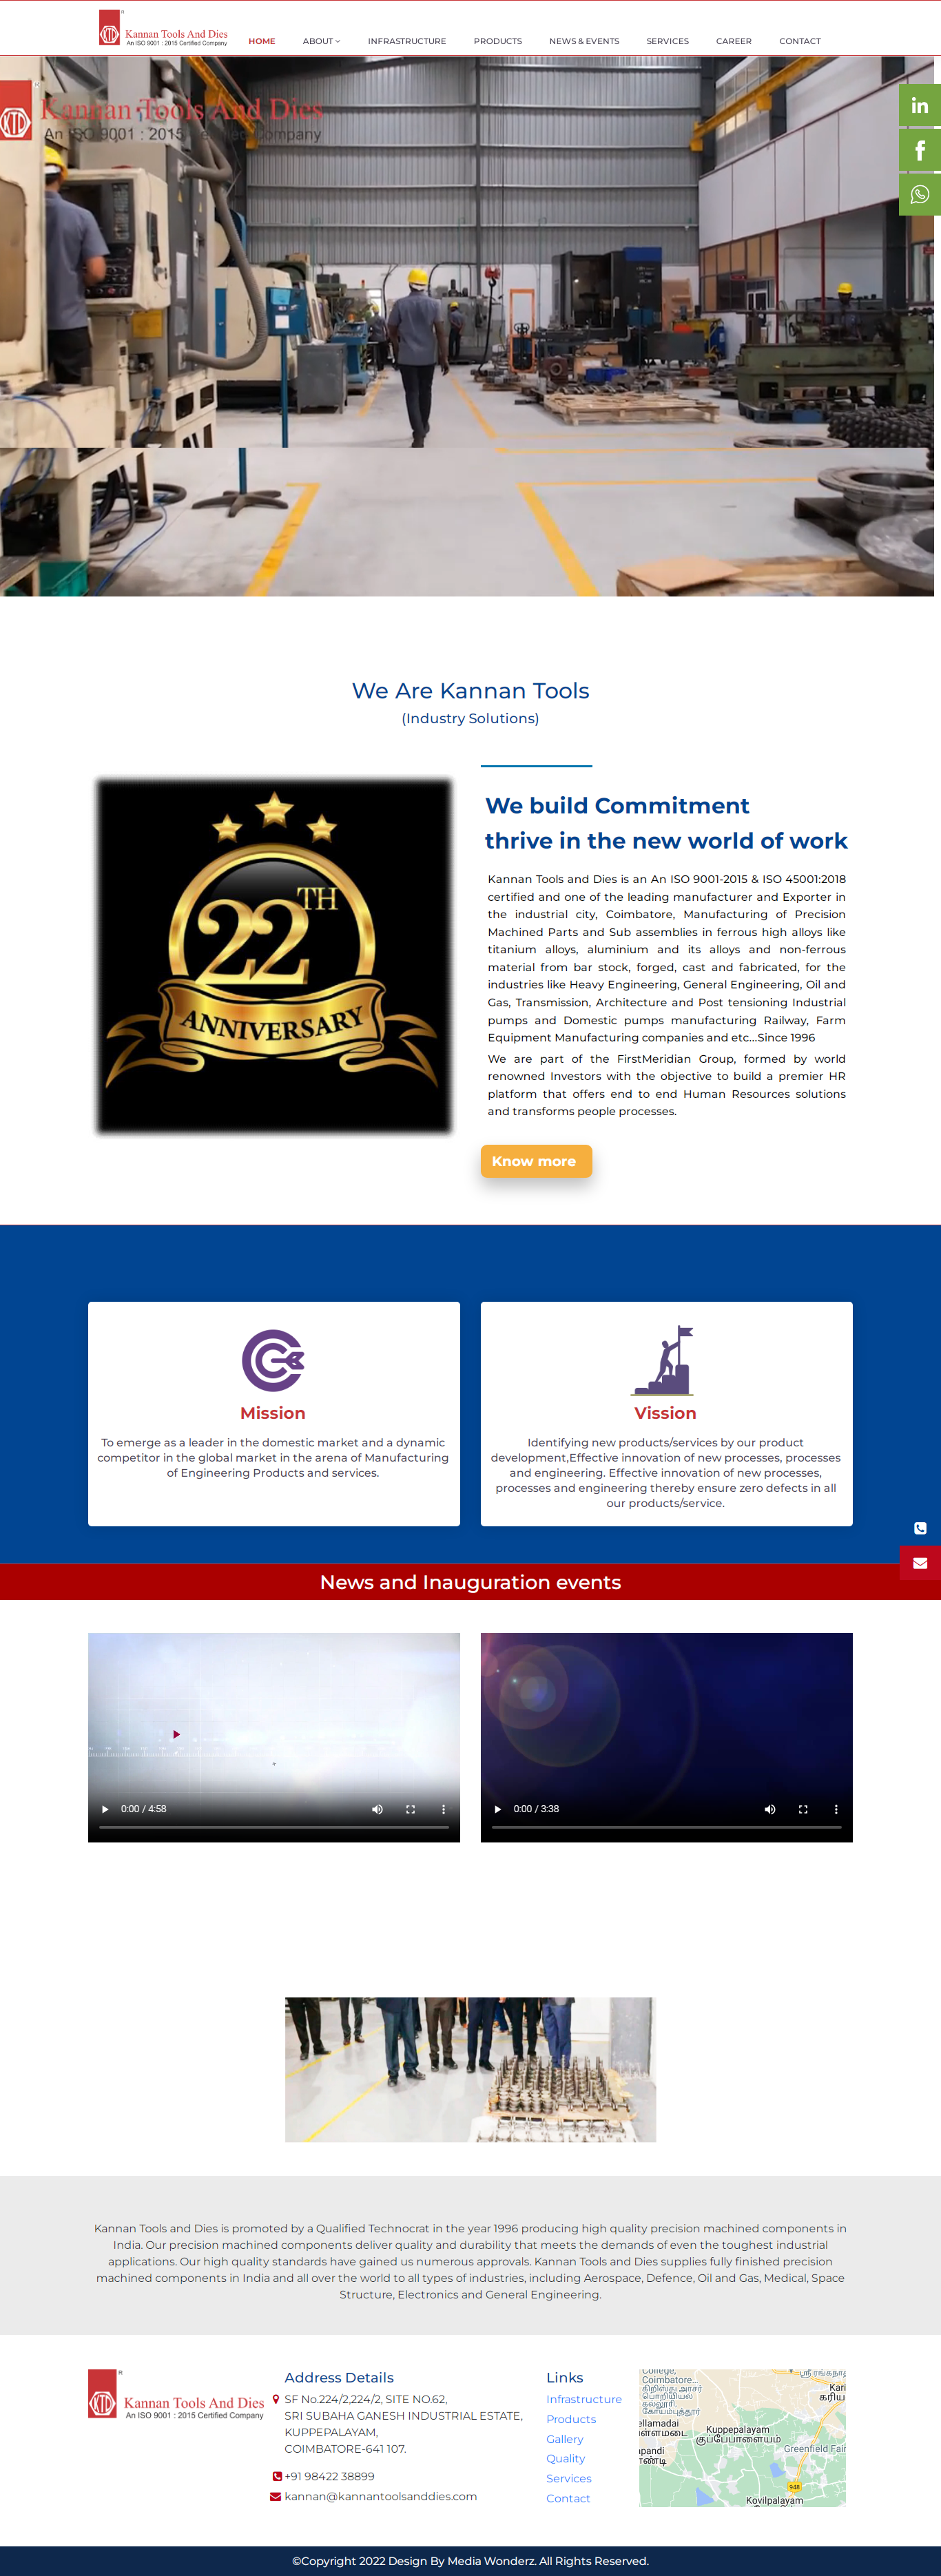 R
KTD
Kannan Tools And Dies
An ISO 9001 : 2015 Certified Company
HOME
ABOUT
INFRASTRUCTURE
PRODUCTS
NEWS & EVENTS
SERVICES
CAREER
CONTACT
KTD
Kannan Tools And Dies
An ISO 9001 : 2015 Certified Company
in
f
We Are Kannan Tools
(Industry Solutions)
22TH
ANNIVERSARY
We build Commitment
thrive in the new world of work
Kannan Tools and Dies is an An ISO 9001-2015 & ISO 45001:2018
certified and one of the leading manufacturer and Exporter in
the industrial city, Coimbatore, Manufacturing of Precision
Machined Parts and Sub assemblies in ferrous high alloys like
titanium alloys, aluminium and its alloys and non-ferrous
material from bar stock, forged, cast and fabricated, for the
industries like Heavy Engineering, General Engineering, Oil and
Gas, Transmission, Architecture and Post tensioning Industrial
pumps and Domestic pumps manufacturing Railway, Farm
Equipment Manufacturing companies and etc...Since 1996
We are part of the FirstMeridian Group, formed by world
renowned Investors with the objective to build a premier HR
platform that offers end to end Human Resources solutions
and transforms people processes.
Know more
Mission
To emerge as a leader in the domestic market and a dynamic
competitor in the global market in the arena of Manufacturing
of Engineering Products and services.
Vission
Identifying new products/services by our product
development,Effective innovation of new processes, processes
and engineering. Effective innovation of new processes,
processes and engineering thereby ensure zero defects in all
our products/service.
News and Inauguration events
0:00 / 4:58
0:00 / 3:38
Kannan Tools and Dies is promoted by a Qualified Technocrat in the year 1996 producing high quality precision machined components in
India. Our precision machined components deliver quality and durability that meets the demands of even the toughest industrial
applications. Our high quality standards have gained us numerous approvals. Kannan Tools and Dies supplies fully finished precision
machined components in India and all over the world to all types of industries, including Aerospace, Defence, Oil and Gas, Medical, Space
Structure, Electronics and General Engineering.
R
KTD
Kannan Tools And Dies
An ISO 9001 : 2015 Certified Company
Address Details
SF No.224/2,224/2, SITE NO.62,
SRI SUBAHA GANESH INDUSTRIAL ESTATE,
KUPPEPALAYAM,
COIMBATORE-641 107.
+91 98422 38899
kannan@kannantoolsanddies.com
Links
Infrastructure
Products
Gallery
Quality
Services
Contact
College,
Coimbatore...
கிறிஸ்து அரசர்
பொறியியல்
கல்லூரி,
கோயம்புத்தூர்
Kari
கரிய
ellamadai
Kuppepalayam
குப்பேபாளையம்
Greenfield Fair
apandi
948
Kovilpalayam
©Copyright 2022 Design By Media Wonderz. All Rights Reserved.